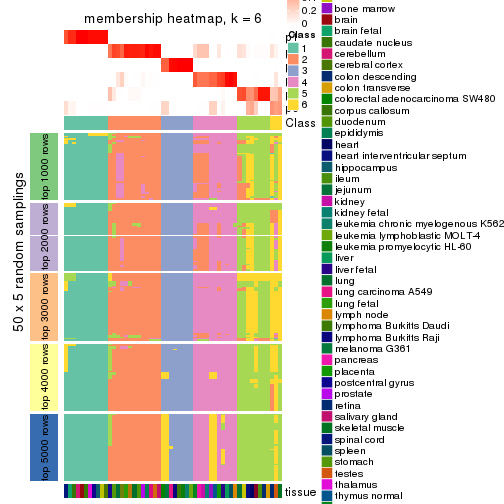 membership heatmap, k = 6
0.2
0
Class
1
2
3
4
5
6
Class
50 x 5 random samplings
top 1000 rows
top 2000 rows
top 3000 rows
top 4000 rows
top 5000 rows
tissue
bone marrow
brain
brain fetal
caudate nucleus
cerebellum
cerebral cortex
colon descending
colon transverse
colorectal adenocarcinoma SW480
corpus callosum
duodenum
epididymis
heart
heart interventricular septum
hippocampus
ileum
jejunum
kidney
kidney fetal
leukemia chronic myelogenous K562
leukemia lymphoblastic MOLT-4
leukemia promyelocytic HL-60
liver
liver fetal
lung
lung carcinoma A549
lung fetal
lymph node
lymphoma Burkitts Daudi
lymphoma Burkitts Raji
melanoma G361
pancreas
placenta
postcentral gyrus
prostate
retina
salivary gland
skeletal muscle
spinal cord
spleen
stomach
testes
thalamus
thymus normal